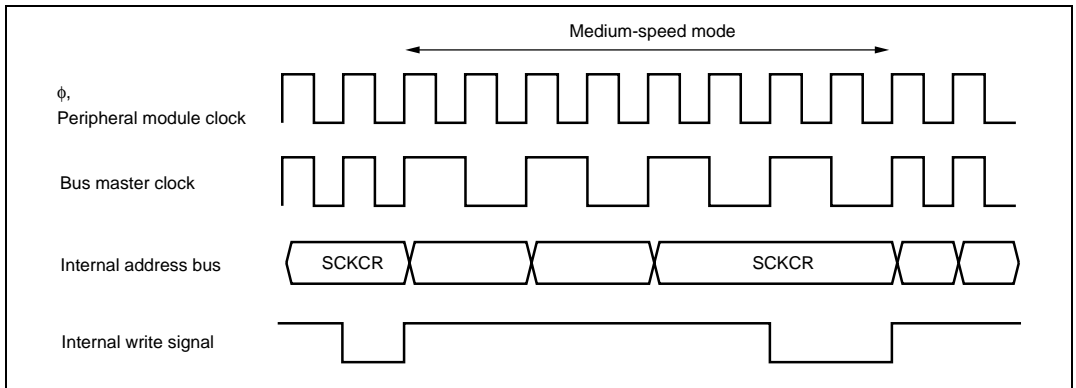 Medium-speed mode
ϕ,
Peripheral module clock
Bus master clock
Internal address bus
SCKCR
SCKCR
Internal write signal